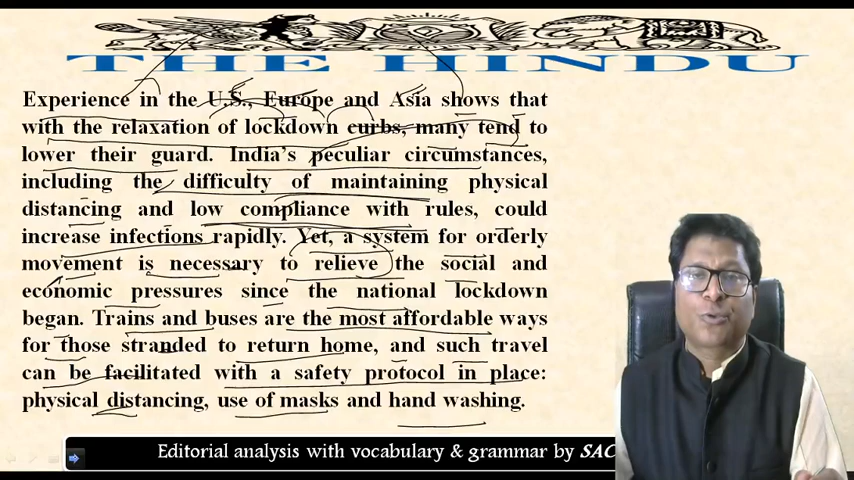 THE HINDU
Experience in the U.S., Europe and Asia shows that
with the relaxation of lockdown curbs, many tend to
lower their guard. India's peculiar circumstances,
including the difficulty of maintaining physical
distancing and low compliance with rules, could
increase infections rapidly. Yet, a system for orderly
movement is necessary to relieve the social and
economic pressures since the national lockdown
began. Trains and buses are the most affordable ways
for those stranded to return home, and such travel
can be facilitated with a safety protocol in place:
physical distancing, use of masks and hand washing.
Editorial analysis with vocabulary & grammar by SAC